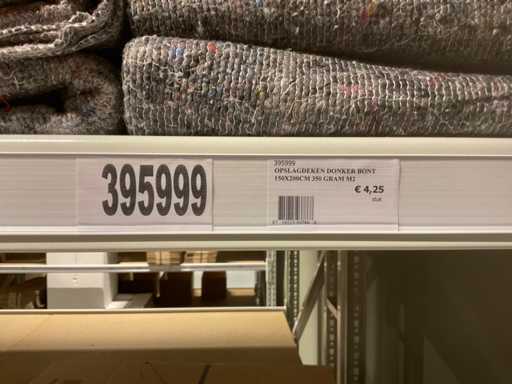 395999
395999
OPSLAGDEKEN DONKER BONT
150X200CM 350 GRAM M2
€ 4,25
stuk